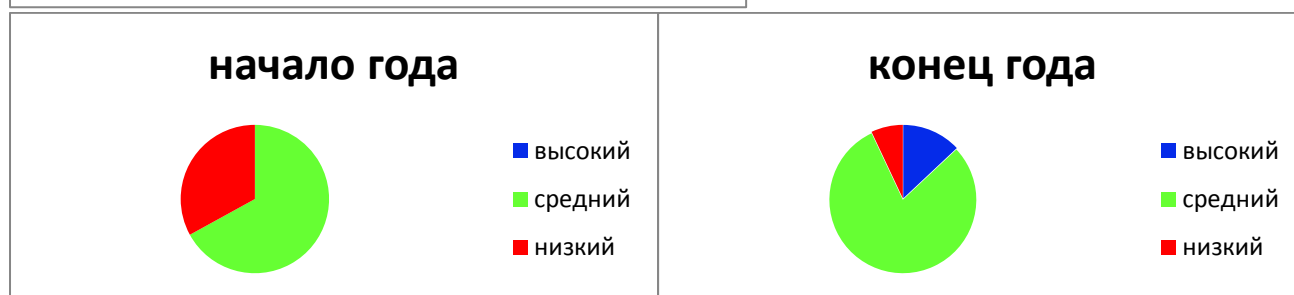 начало года
высокий
средний
низкий
конец года
высокий
средний
низкий